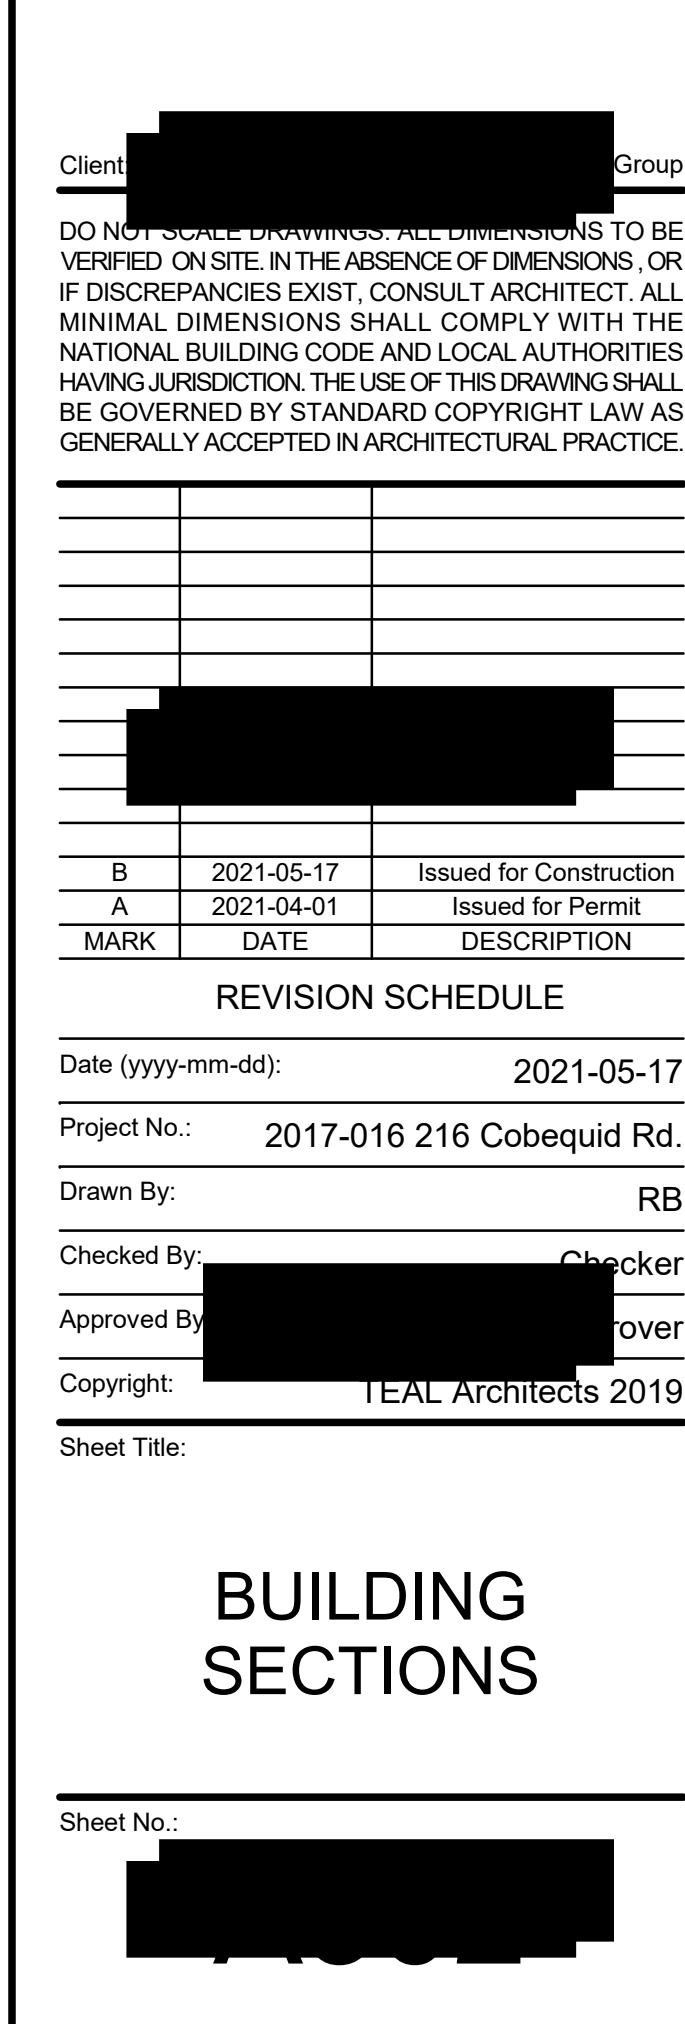 Client: Group
DO NOT SCALE DRAWINGS. ALL DIMENSIONS TO BE
VERIFIED ON SITE. IN THE ABSENCE OF DIMENSIONS , OR
IF DISCREPANCIES EXIST, CONSULT ARCHITECT. ALL
MINIMAL DIMENSIONS SHALL COMPLY WITH THE
NATIONAL BUILDING CODE AND LOCAL AUTHORITIES
HAVING JURISDICTION. THE USE OF THIS DRAWING SHALL
BE GOVERNED BY STANDARD COPYRIGHT LAW AS
GENERALLY ACCEPTED IN ARCHITECTURAL PRACTICE.
B 2021-05-17 Issued for Construction
A 2021-04-01 Issued for Permit
MARK DATE DESCRIPTION
REVISION SCHEDULE
Date (yyyy-mm-dd): 2021-05-17
Project No.: 2017-016 216 Cobequid Rd.
Drawn By: RB
Checked By: Checker
Approved By
Copyright: TEAL Architects 2019
Sheet Title:
BUILDING
SECTIONS
Sheet No.: